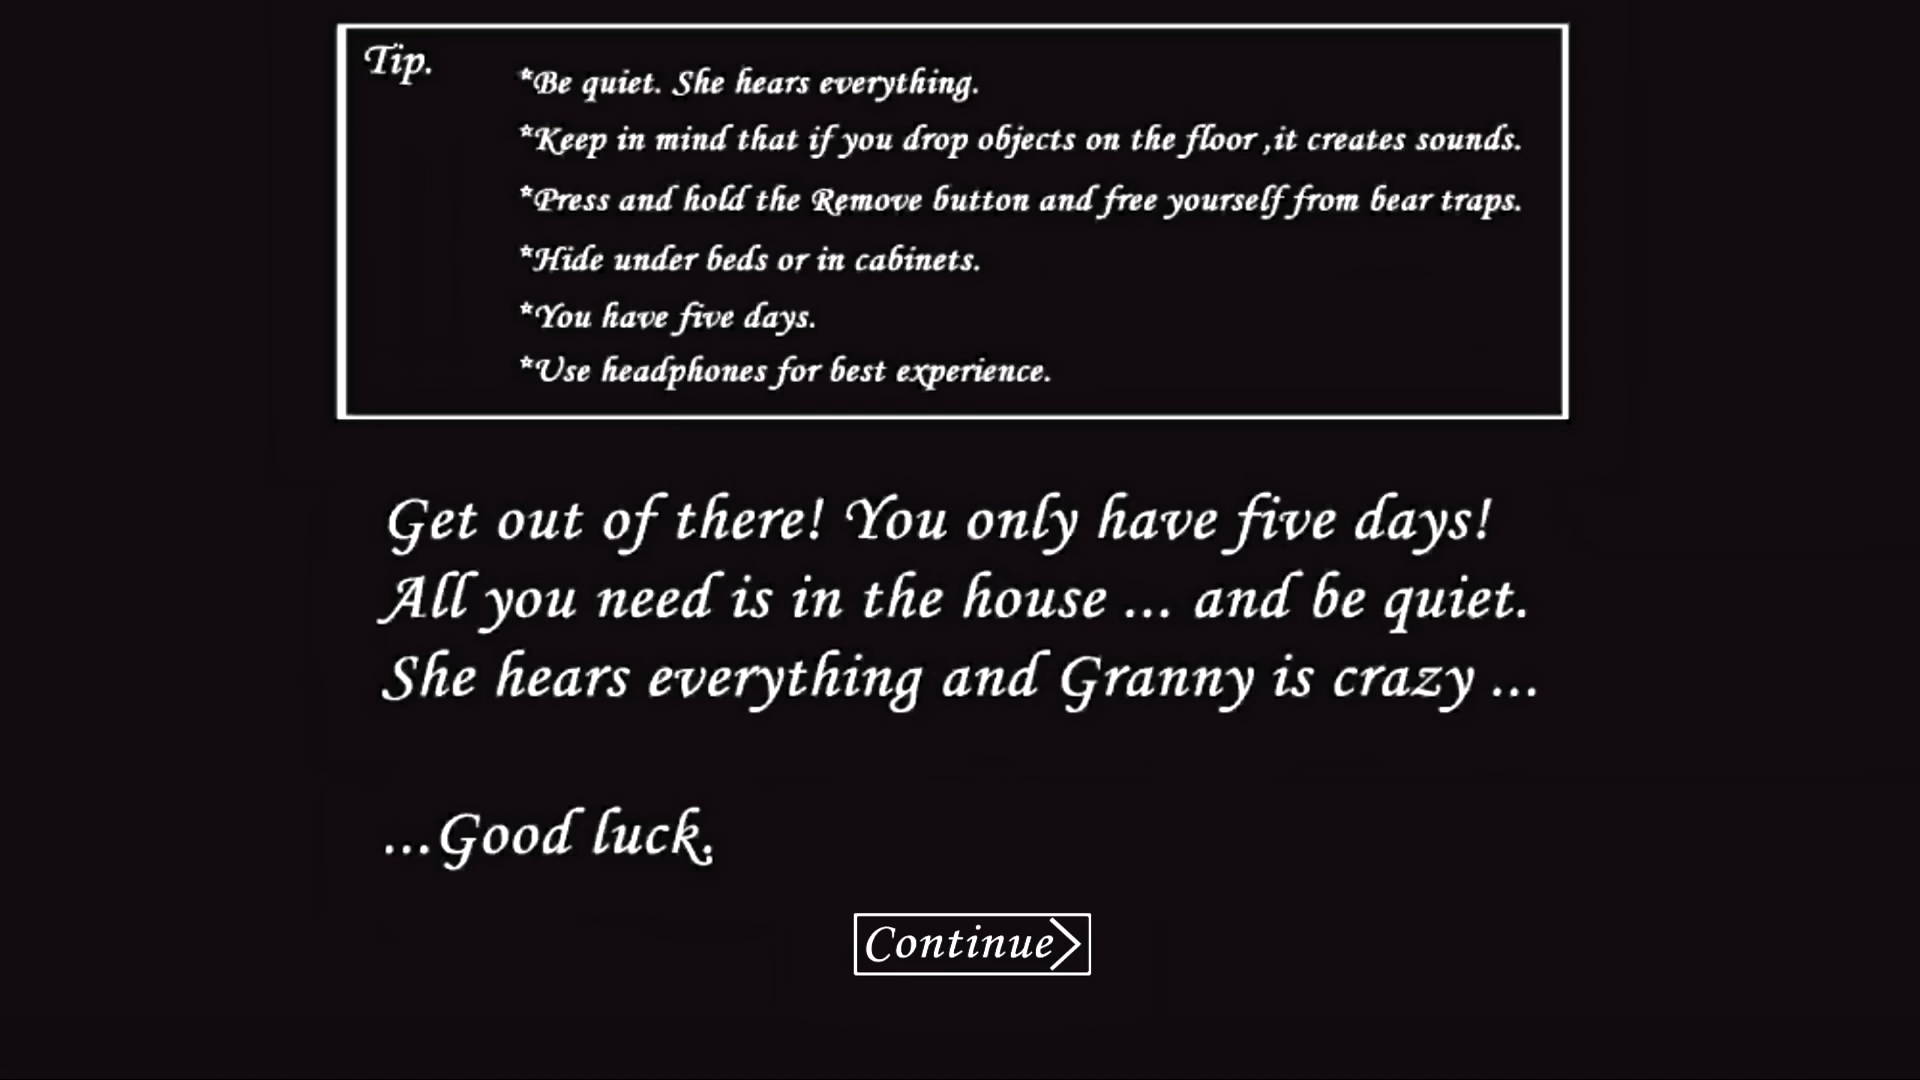 Tip.
*Be quiet. She hears everything.
*Keep in mind that if you drop objects on the floor ,it creates sounds.
*Press and hold the Remove button and free yourself from bear traps.
*Hide under beds or in cabinets.
*You have five days.
*Use headphones for best experience.
Get out of there! You only have five days!
All you need is in the house ... and be quiet.
She hears everything and Granny is crazy ...
...Good luck.
Continue>